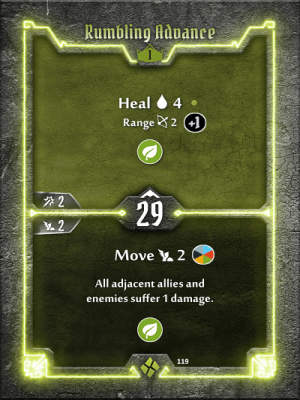 Rumbling Advance
1
Heal 4
Range 2 +1
2
29
2
Move 2
All adjacent allies and
enemies suffer 1 damage.
119